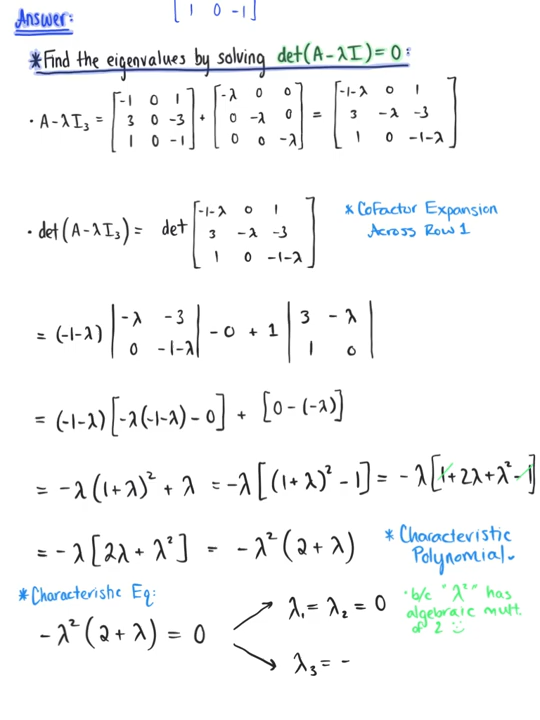 [1 0 -1]
Answer:
*Find the eigenvalues by solving det(A-λI)=0:
· A-λI₃ = [-1 0 1; 3 0 -3; 1 0 -1] + [-λ 0 0; 0 -λ 0; 0 0 -λ] = [-1-λ 0 1; 3 -λ -3; 1 0 -1-λ]
· det(A-λI₃) = det [-1-λ 0 1; 3 -λ -3; 1 0 -1-λ]
* CoFactor Expansion
Across Row 1
= (-1-λ) |-λ -3; 0 -1-λ| - 0 + 1 |3 -λ; 1 0|
= (-1-λ)[-λ(-1-λ)-0] + [0-(-λ)]
= -λ(1+λ)² + λ = -λ[(1+λ)²-1] = -λ[1+2λ+λ²-1]
= -λ[2λ+λ²] = -λ²(2+λ)
* Characteristic
Polynomial.
*Characteristic Eq:
-λ²(2+λ) = 0
λ₁ = λ₂ = 0
· b/c "λ²" has
algebraic mult.
of 2 ☺
λ₃ = -